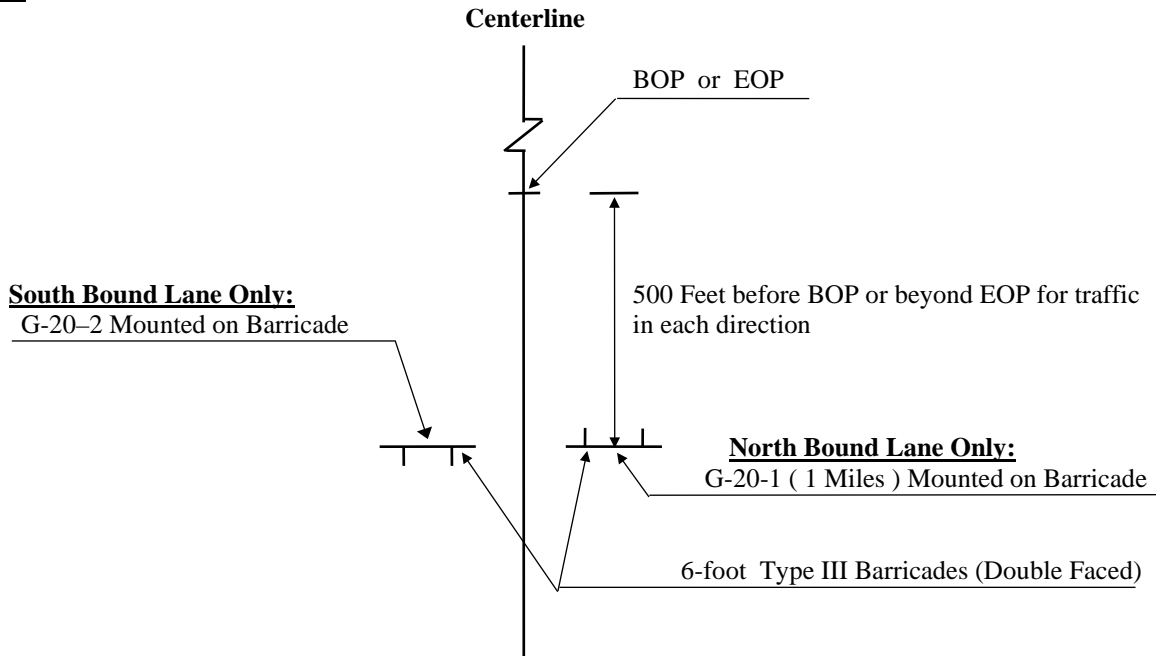 Centerline
BOP or EOP
South Bound Lane Only:
G-20–2 Mounted on Barricade
500 Feet before BOP or beyond EOP for traffic
in each direction
North Bound Lane Only:
G-20-1 ( 1 Miles ) Mounted on Barricade
6-foot Type III Barricades (Double Faced)